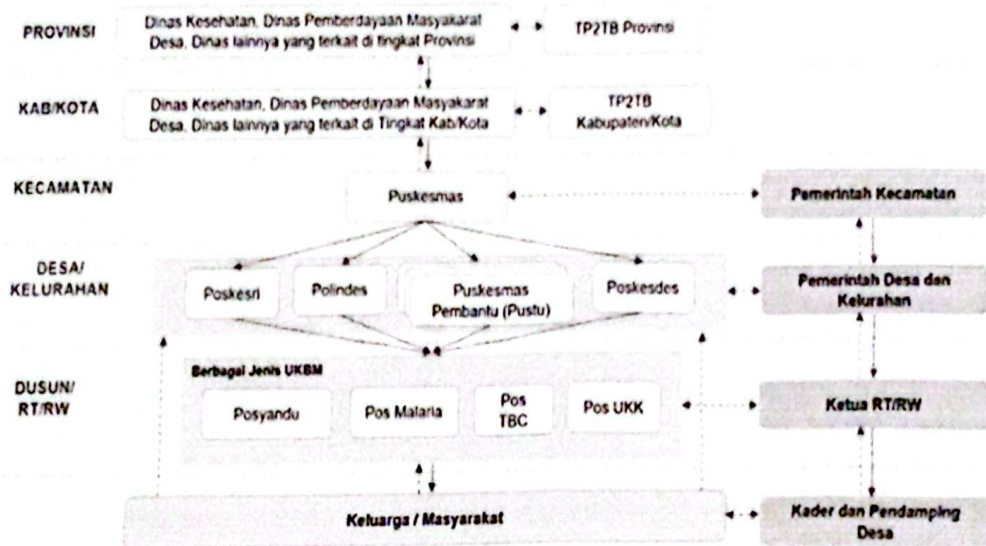 PROVINSI
Dinas Kesehatan, Dinas Pemberdayaan Masyakarat
Desa, Dinas lainnya yang terkait di tingkat Provinsi
TP2TB Provinsi
KAB/KOTA
Dinas Kesehatan, Dinas Pemberdayaan Masyakarat
Desa, Dinas lainnya yang terkait di Tingkat Kab/Kota
TP2TB
Kabupaten/Kota
KECAMATAN
Puskesmas
Pemerintah Kecamatan
DESA/
KELURAHAN
Poskesri
Polindes
Puskesmas
Pembantu (Pustu)
Poskesdes
Pemerintah Desa dan
Kelurahan
DUSUN/
RT/RW
Berbagai Jenis UKBM
Posyandu
Pos Malaria
Pos
TBC
Pos UKK
Ketua RT/RW
Keluarga / Masyarakat
Kader dan Pendamping
Desa